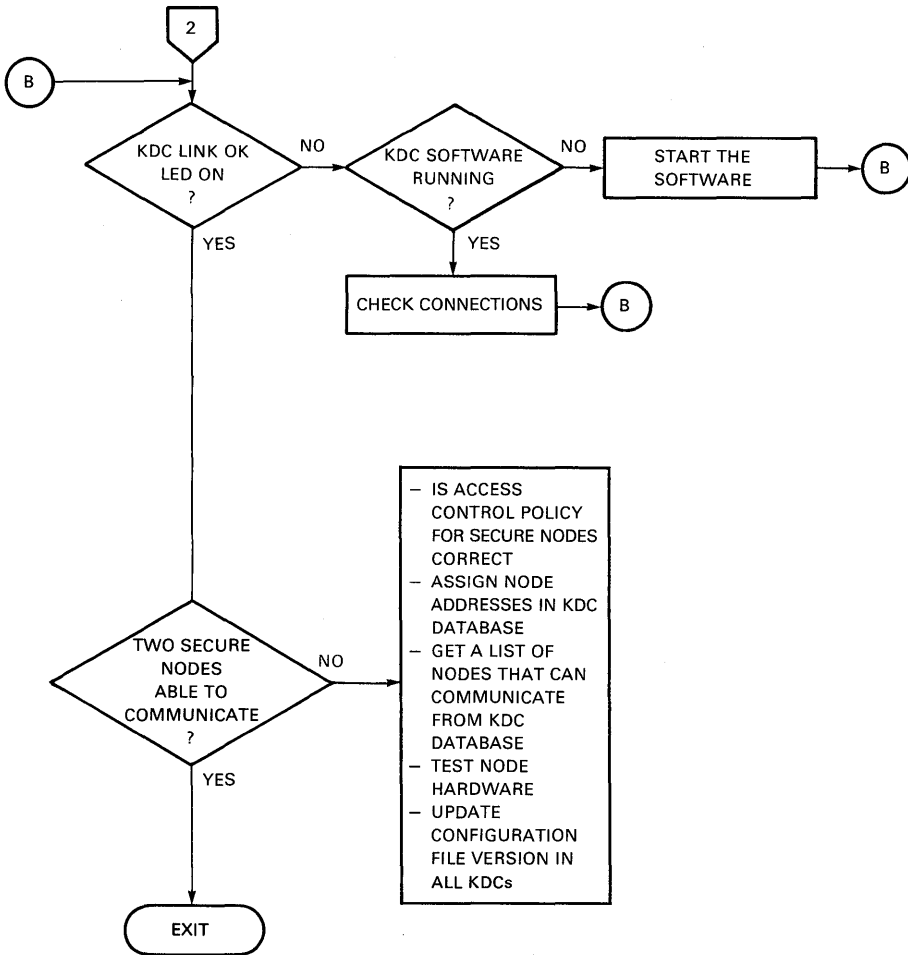 2
B
KDC LINK OK
LED ON
?
NO
KDC SOFTWARE
RUNNING
?
NO
START THE
SOFTWARE
B
YES
YES
CHECK CONNECTIONS
B
– IS ACCESS
CONTROL POLICY
FOR SECURE NODES
CORRECT
– ASSIGN NODE
ADDRESSES IN KDC
DATABASE
– GET A LIST OF
NODES THAT CAN
COMMUNICATE
FROM KDC
DATABASE
– TEST NODE
HARDWARE
– UPDATE
CONFIGURATION
FILE VERSION IN
ALL KDCs
TWO SECURE
NODES
ABLE TO
COMMUNICATE
?
NO
YES
EXIT